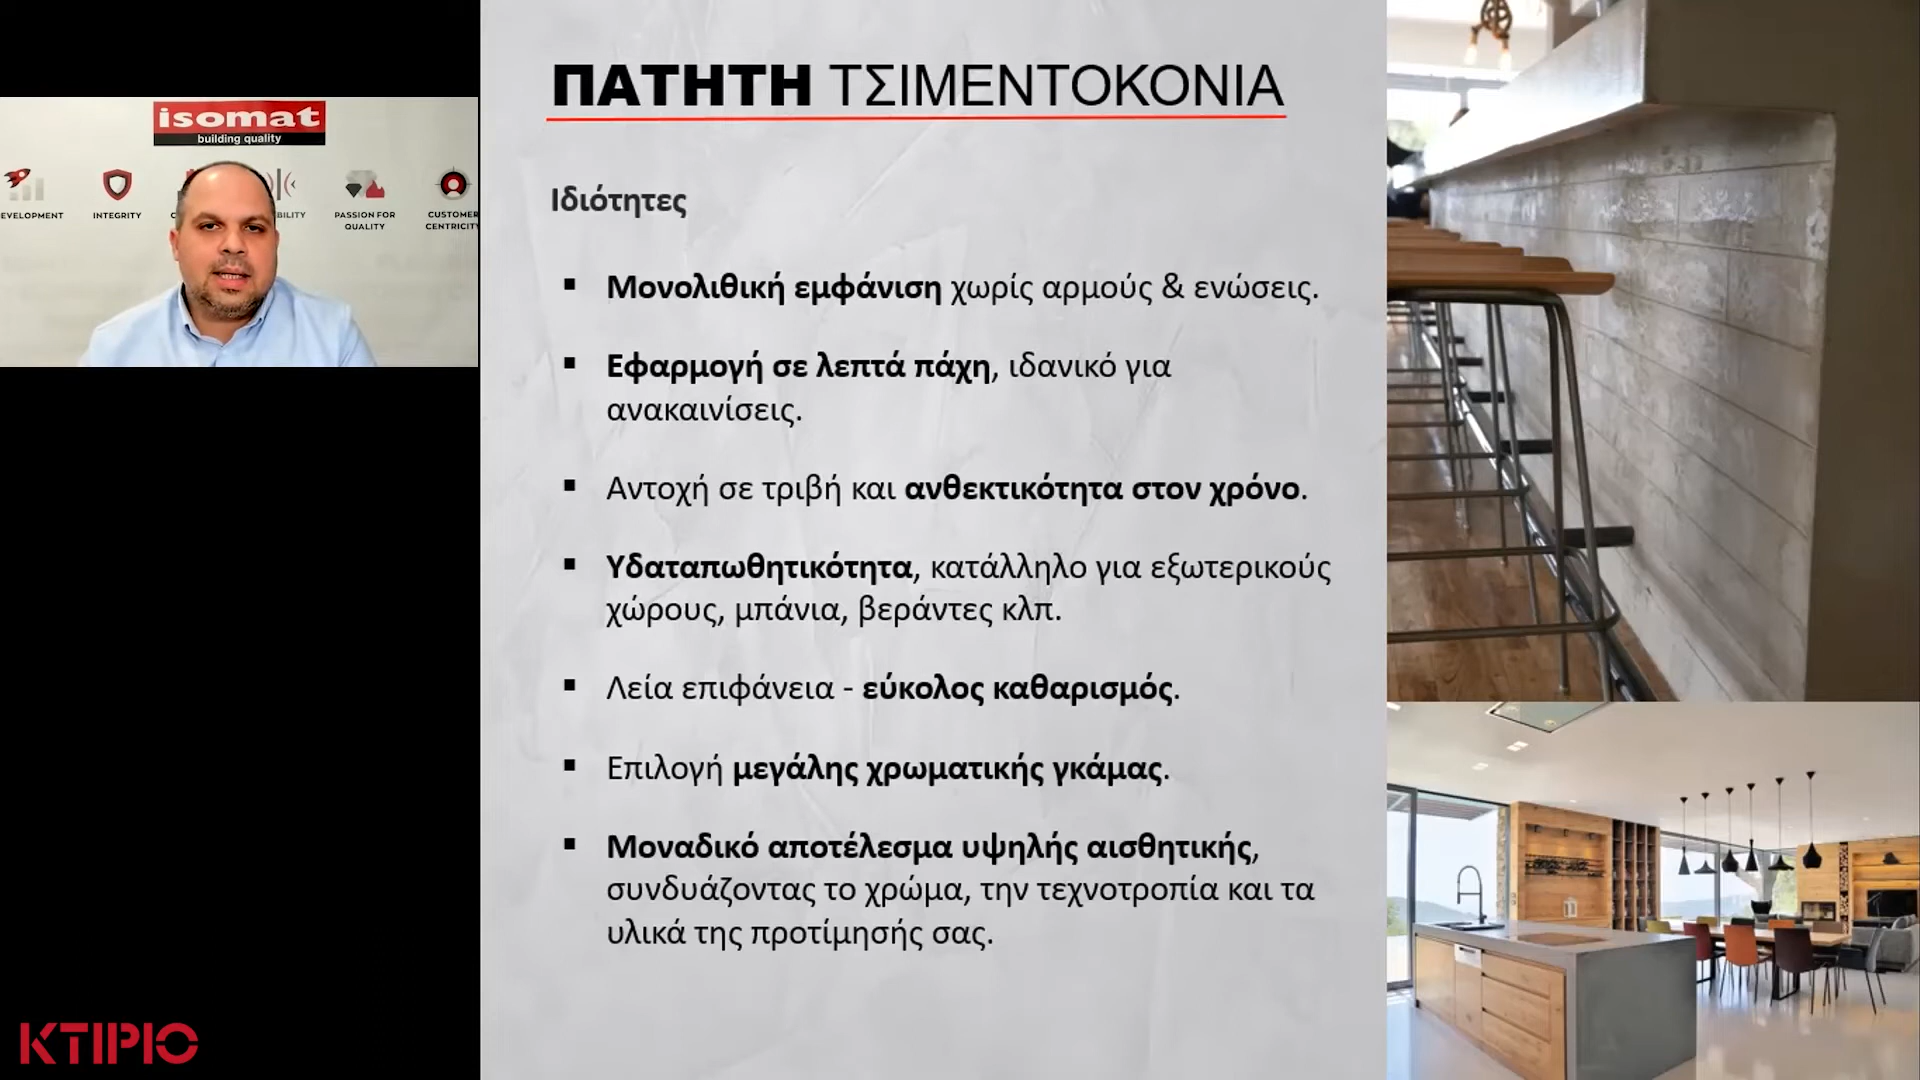 isomat
building quality
INTEGRITY
PASSION FOR
QUALITY
CUSTOMER
ΠΑΤΗΤΗ ΤΣΙΜΕΝΤΟΚΟΝΙΑ
Ιδιότητες
▪ Μονολιθική εμφάνιση χωρίς αρμούς & ενώσεις.
▪ Εφαρμογή σε λεπτά πάχη, ιδανικό για
ανακαινίσεις.
▪ Αντοχή σε τριβή και ανθεκτικότητα στον χρόνο.
▪ Υδαταπωθητικότητα, κατάλληλο για εξωτερικούς
χώρους, μπάνια, βεράντες κλπ.
▪ Λεία επιφάνεια - εύκολος καθαρισμός.
▪ Επιλογή μεγάλης χρωματικής γκάμας.
▪ Μοναδικό αποτέλεσμα υψηλής αισθητικής,
συνδυάζοντας το χρώμα, την τεχνοτροπία και τα
υλικά της προτίμησής σας.
ΚΤΙΡΙΟ